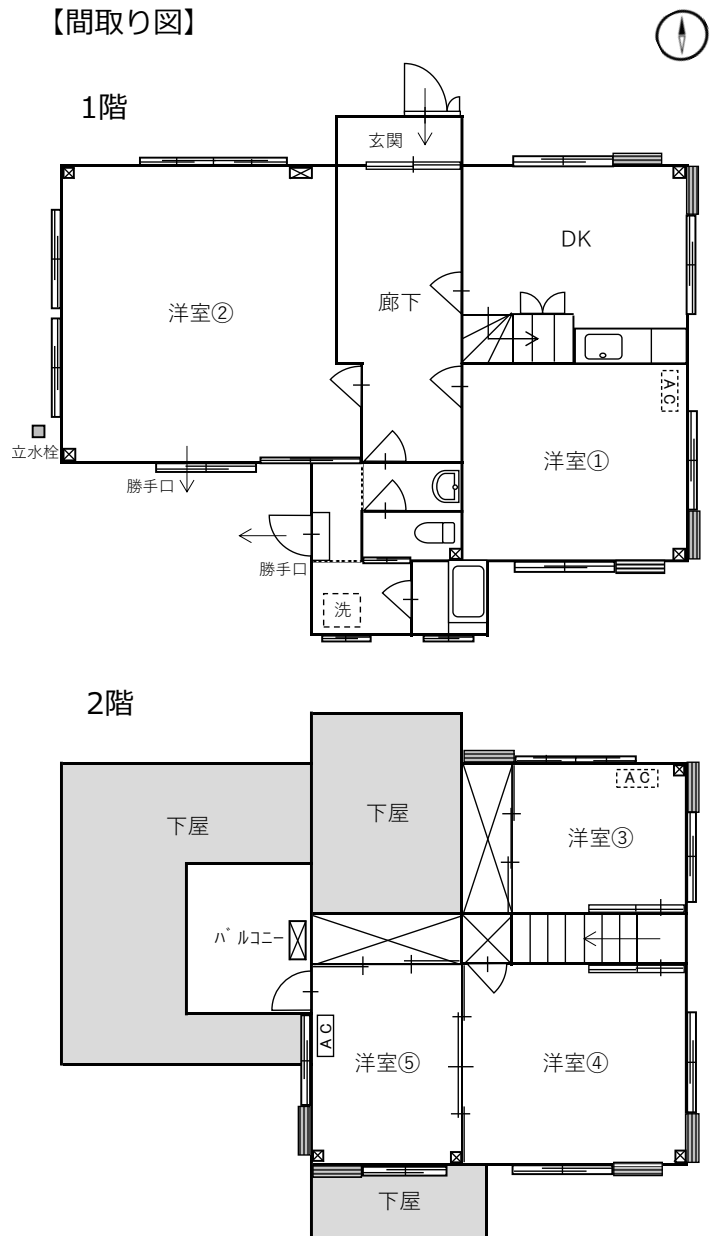 【間取り図】
1階
玄関
DK
廊下
洋室②
AC
洋室①
立水栓
勝手口
勝手口
洗
2階
AC
下屋
下屋
洋室③
バルコニー
AC
洋室⑤
洋室④
下屋